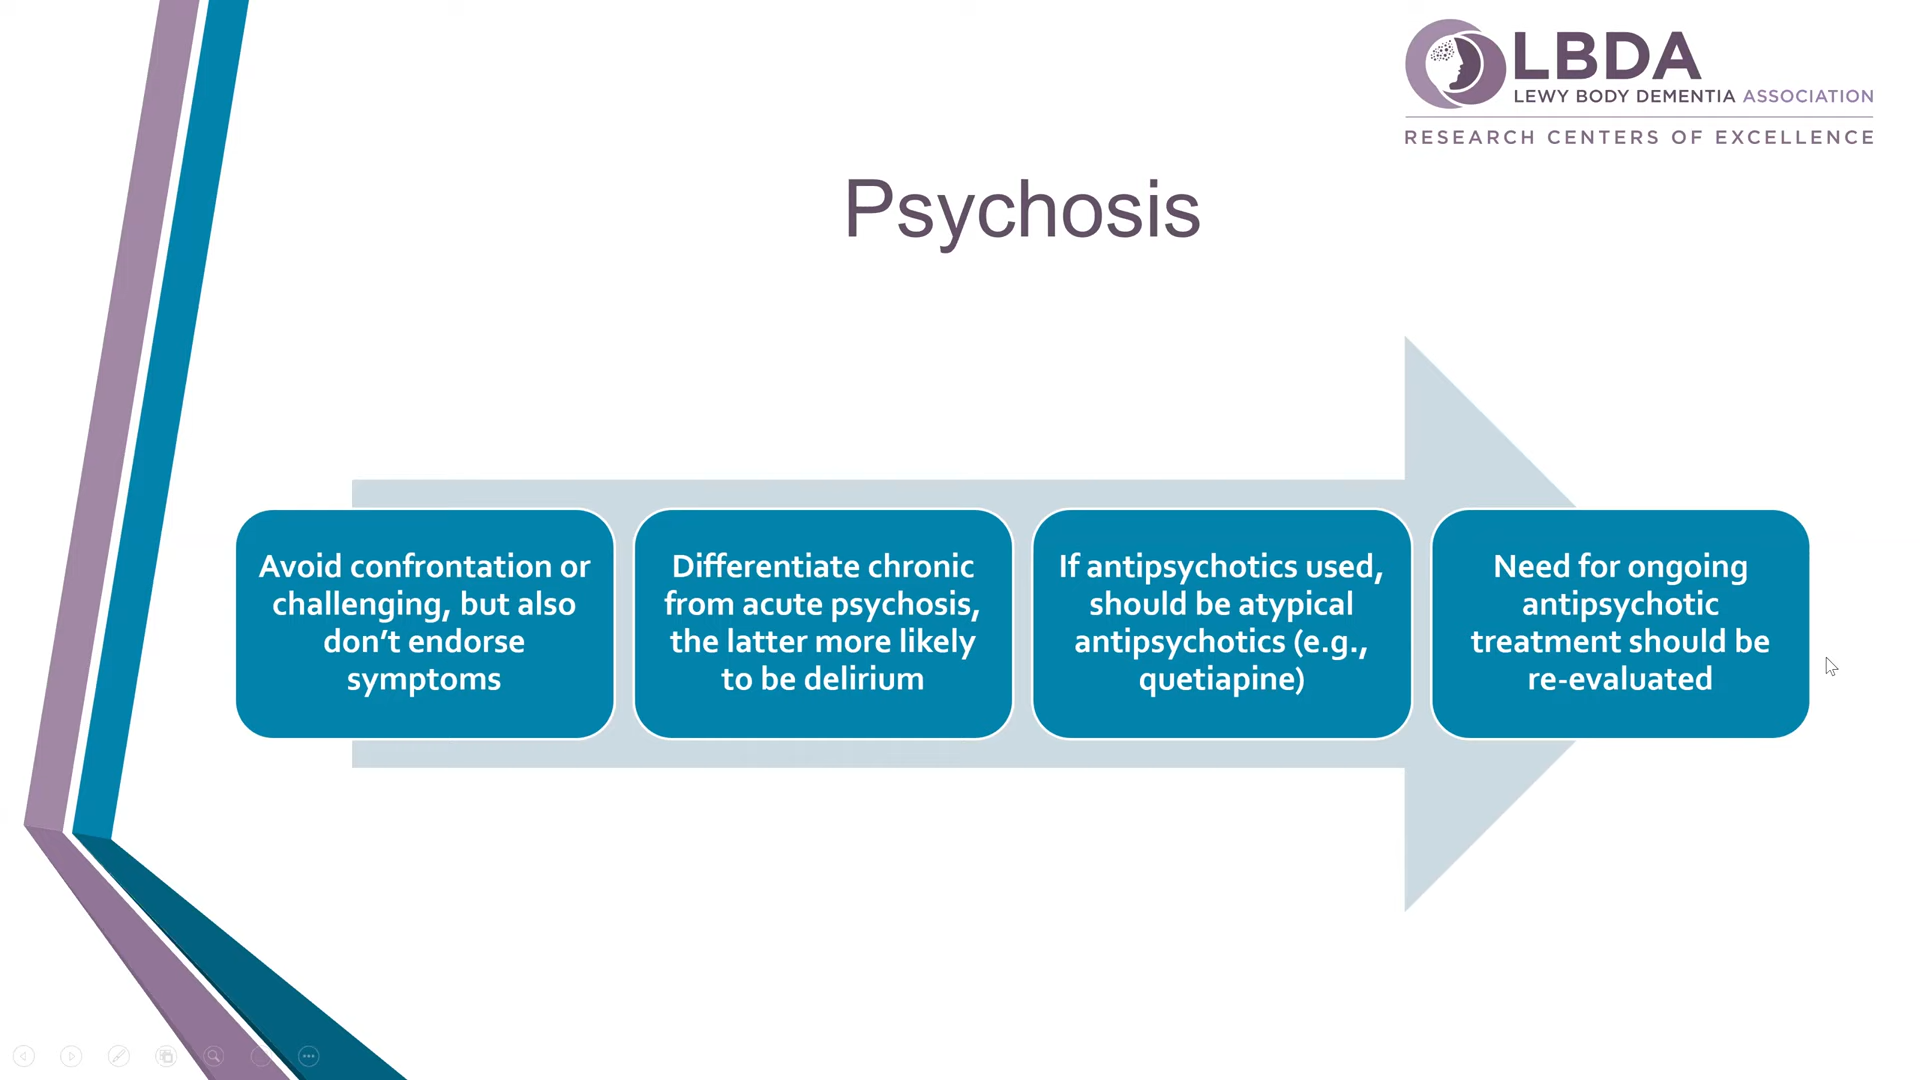 LBDA
LEWY BODY DEMENTIA ASSOCIATION
RESEARCH CENTERS OF EXCELLENCE
Psychosis
Avoid confrontation or
challenging, but also
don't endorse
symptoms
Differentiate chronic
from acute psychosis,
the latter more likely
to be delirium
If antipsychotics used,
should be atypical
antipsychotics (e.g.,
quetiapine)
Need for ongoing
antipsychotic
treatment should be
re-evaluated